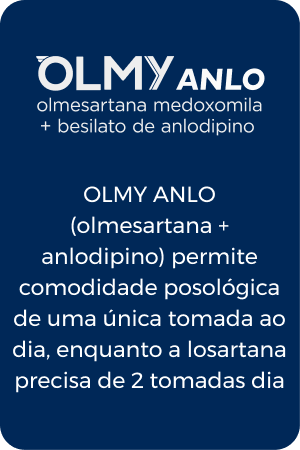 OLMY ANLO
olmesartana medoxomila
+ besilato de anlodipino
OLMY ANLO
(olmesartana +
anlodipino) permite
comodidade posológica
de uma única tomada ao
dia, enquanto a losartana
precisa de 2 tomadas dia